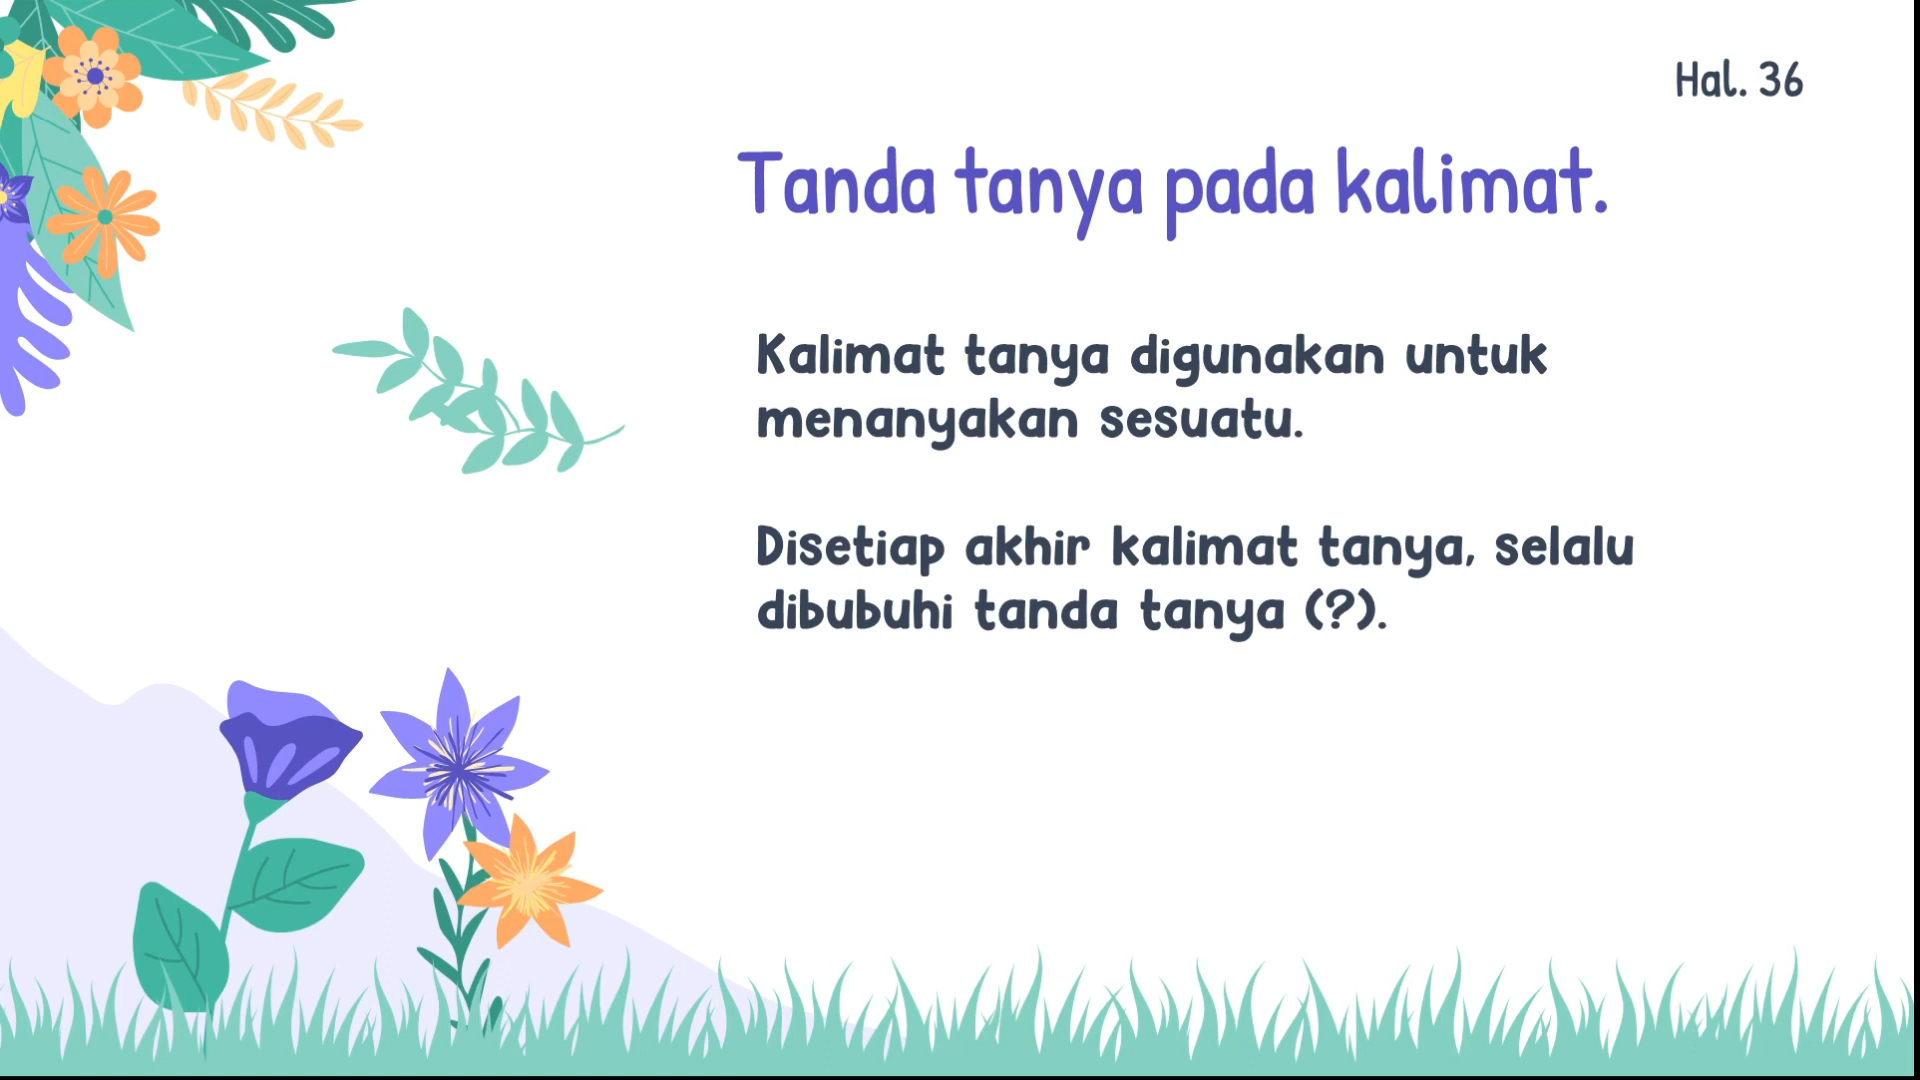 Hal. 36
Tanda tanya pada kalimat.
Kalimat tanya digunakan untuk
menanyakan sesuatu.
Disetiap akhir kalimat tanya, selalu
dibubuhi tanda tanya (?).